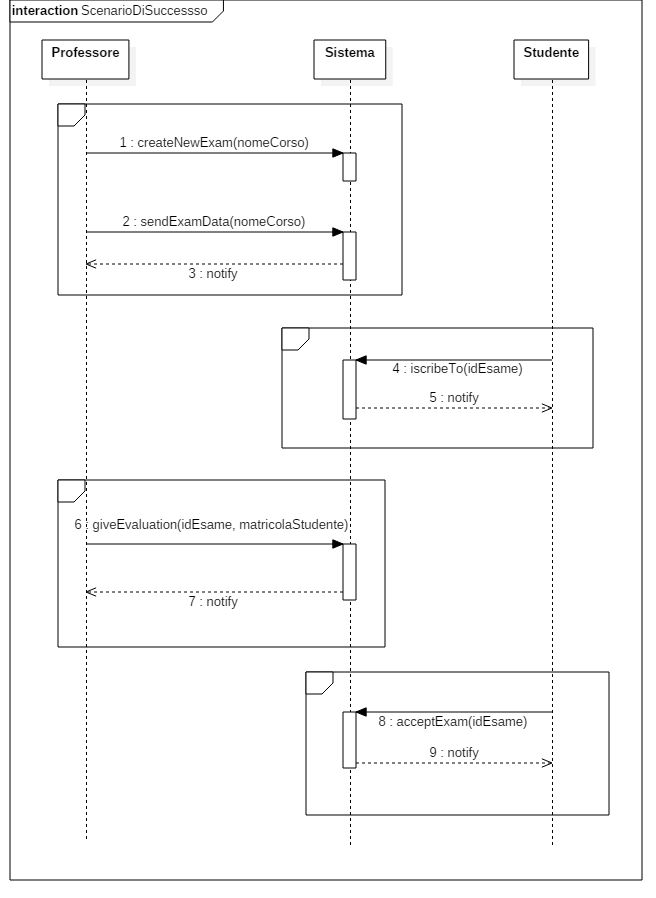 interaction ScenarioDiSuccessso
Professore
Sistema
Studente
1 : createNewExam(nomeCorso)
2 : sendExamData(nomeCorso)
3 : notify
4 : iscribeTo(idEsame)
5 : notify
6 : giveEvaluation(idEsame, matricolaStudente)
7 : notify
8 : acceptExam(idEsame)
9 : notify